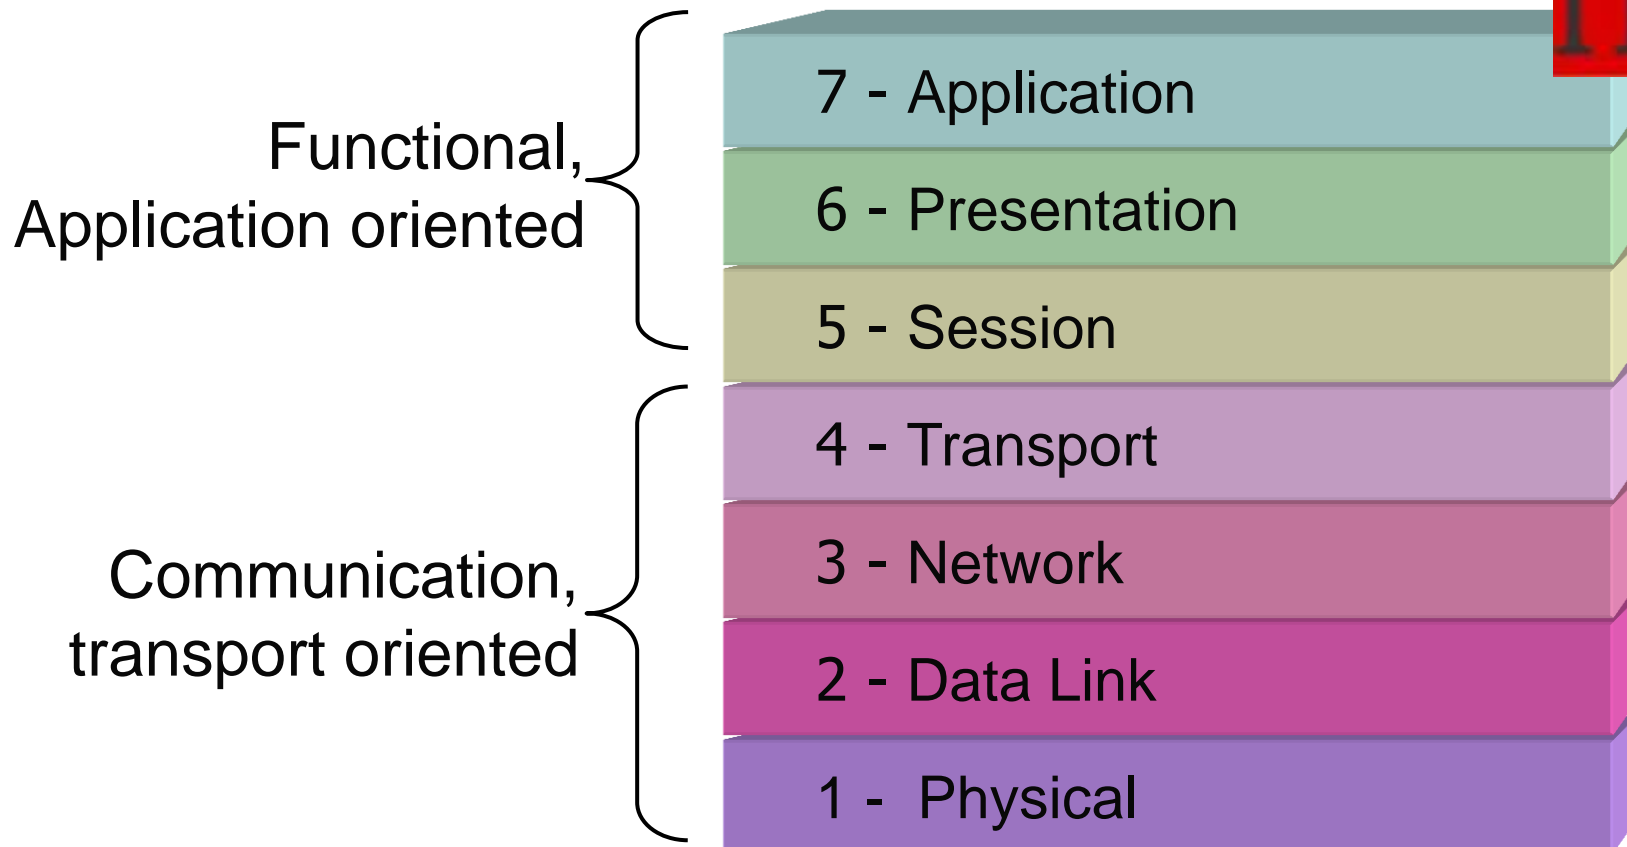 Functional,
Application oriented
7 - Application
6 - Presentation
5 - Session
Communication,
transport oriented
4 - Transport
3 - Network
2 - Data Link
1 - Physical